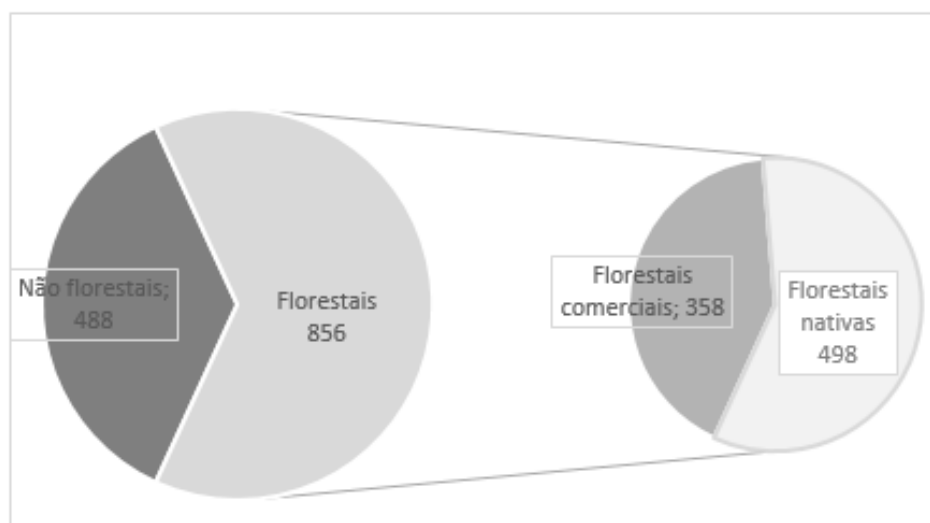 Não florestais;
488
Florestais
856
Florestais
comerciais; 358
Florestais
nativas
498